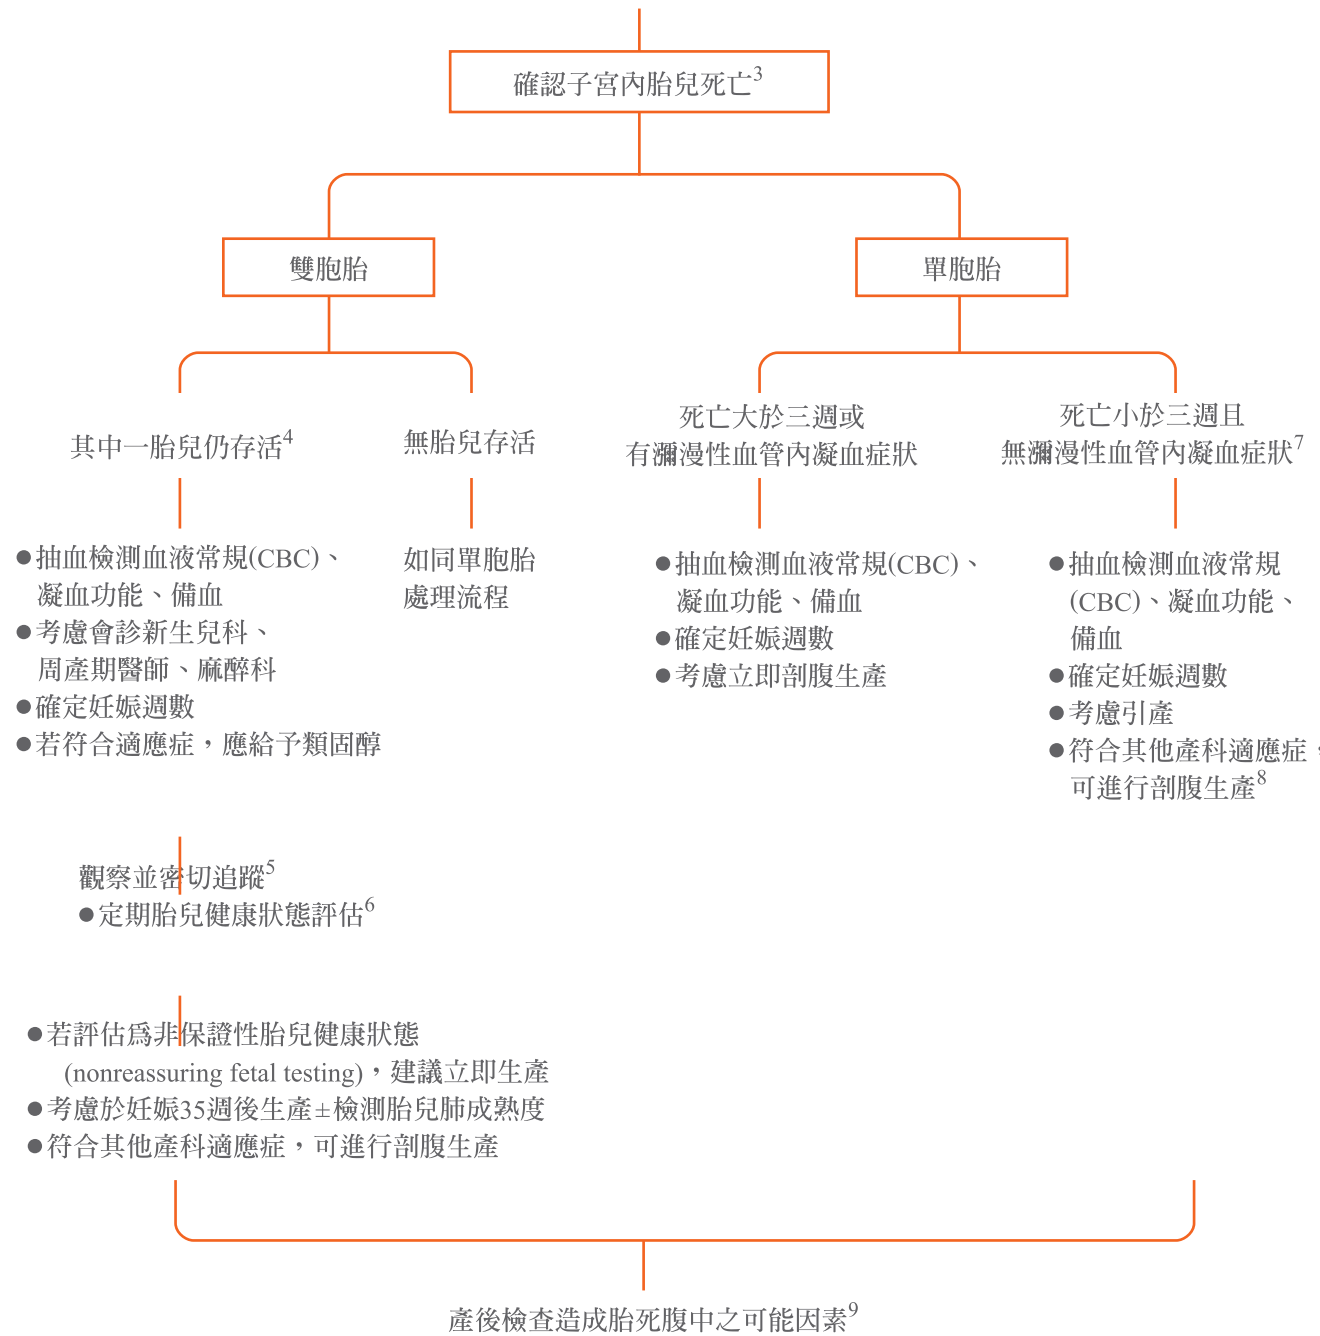 確認子宮內胎兒死亡3
雙胞胎
單胞胎
其中一胎兒仍存活4
無胎兒存活
死亡大於三週或
有瀰漫性血管內凝血症狀
死亡小於三週且
無瀰漫性血管內凝血症狀7
●抽血檢測血液常規(CBC)、
凝血功能、備血
●考慮會診新生兒科、
周產期醫師、麻醉科
●確定妊娠週數
●若符合適應症，應給予類固醇
如同單胞胎
處理流程
●抽血檢測血液常規(CBC)、
凝血功能、備血
●確定妊娠週數
●考慮立即剖腹生產
●抽血檢測血液常規
(CBC)、凝血功能、
備血
●確定妊娠週數
●考慮引產
●符合其他產科適應症，
可進行剖腹生產8
觀察並密切追蹤5
●定期胎兒健康狀態評估6
●若評估爲非保證性胎兒健康狀態
(nonreassuring fetal testing)，建議立即生產
●考慮於妊娠35週後生產±檢測胎兒肺成熟度
●符合其他產科適應症，可進行剖腹生產
產後檢查造成胎死腹中之可能因素9